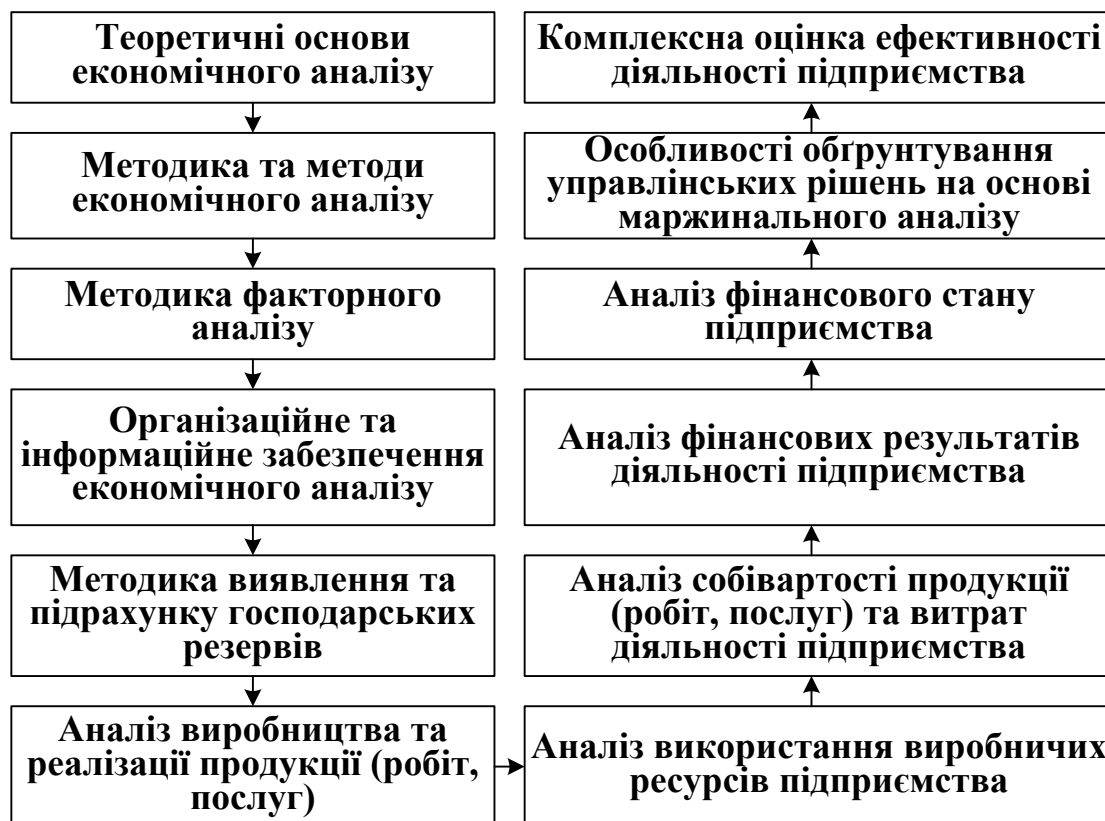 Теоретичні основи
економічного аналізу
Методика та методи
економічного аналізу
Методика факторного
аналізу
Організаційне та
інформаційне забезпечення
економічного аналізу
Методика виявлення та
підрахунку господарських
резервів
Аналіз виробництва та
реалізації продукції (робіт,
послуг)
Аналіз використання виробничих
ресурсів підприємства
Аналіз собівартості продукції
(робіт, послуг) та витрат
діяльності підприємства
Аналіз фінансових результатів
діяльності підприємства
Аналіз фінансового стану
підприємства
Особливості обґрунтування
управлінських рішень на основі
маржинального аналізу
Комплексна оцінка ефективності
діяльності підприємства